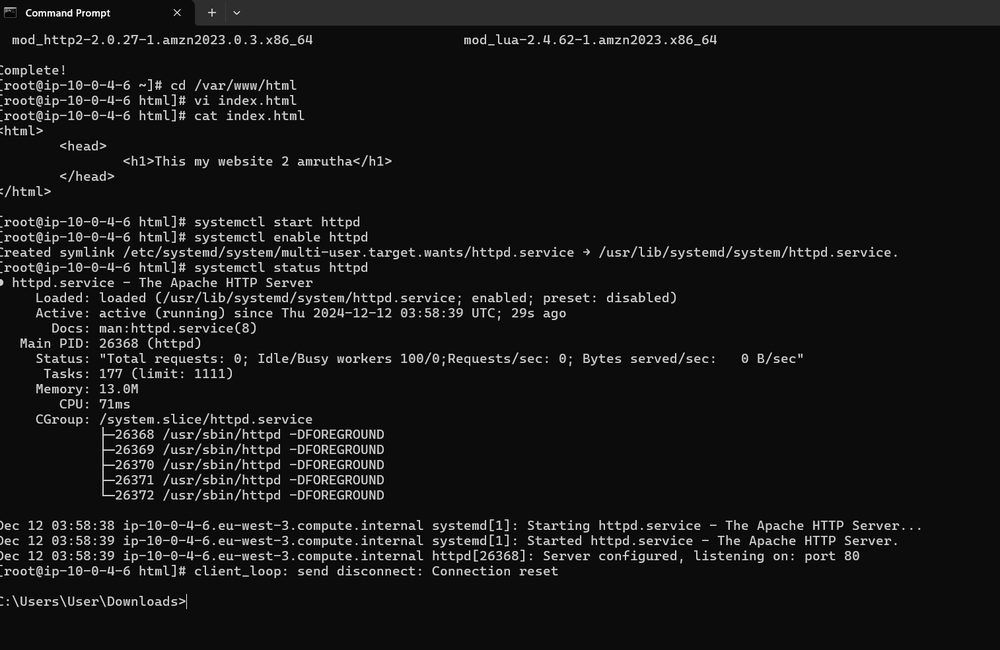 Command Prompt
mod_http2-2.0.27-1.amzn2023.0.3.x86_64 mod_lua-2.4.62-1.amzn2023.x86_64
Complete!
[root@ip-10-0-4-6 ~]# cd /var/www/html
[root@ip-10-0-4-6 html]# vi index.html
[root@ip-10-0-4-6 html]# cat index.html
<html>
<head>
<h1>This my website 2 amrutha</h1>
</head>
</html>
[root@ip-10-0-4-6 html]# systemctl start httpd
[root@ip-10-0-4-6 html]# systemctl enable httpd
Created symlink /etc/systemd/system/multi-user.target.wants/httpd.service → /usr/lib/systemd/system/httpd.service.
[root@ip-10-0-4-6 html]# systemctl status httpd
● httpd.service - The Apache HTTP Server
Loaded: loaded (/usr/lib/systemd/system/httpd.service; enabled; preset: disabled)
Active: active (running) since Thu 2024-12-12 03:58:39 UTC; 29s ago
Docs: man:httpd.service(8)
Main PID: 26368 (httpd)
Status: "Total requests: 0; Idle/Busy workers 100/0;Requests/sec: 0; Bytes served/sec:   0 B/sec"
Tasks: 177 (limit: 1111)
Memory: 13.0M
CPU: 71ms
CGroup: /system.slice/httpd.service
├─26368 /usr/sbin/httpd -DFOREGROUND
├─26369 /usr/sbin/httpd -DFOREGROUND
├─26370 /usr/sbin/httpd -DFOREGROUND
├─26371 /usr/sbin/httpd -DFOREGROUND
└─26372 /usr/sbin/httpd -DFOREGROUND
Dec 12 03:58:38 ip-10-0-4-6.eu-west-3.compute.internal systemd[1]: Starting httpd.service - The Apache HTTP Server...
Dec 12 03:58:39 ip-10-0-4-6.eu-west-3.compute.internal systemd[1]: Started httpd.service - The Apache HTTP Server.
Dec 12 03:58:39 ip-10-0-4-6.eu-west-3.compute.internal httpd[26368]: Server configured, listening on: port 80
[root@ip-10-0-4-6 html]# client_loop: send disconnect: Connection reset
C:\Users\User\Downloads>